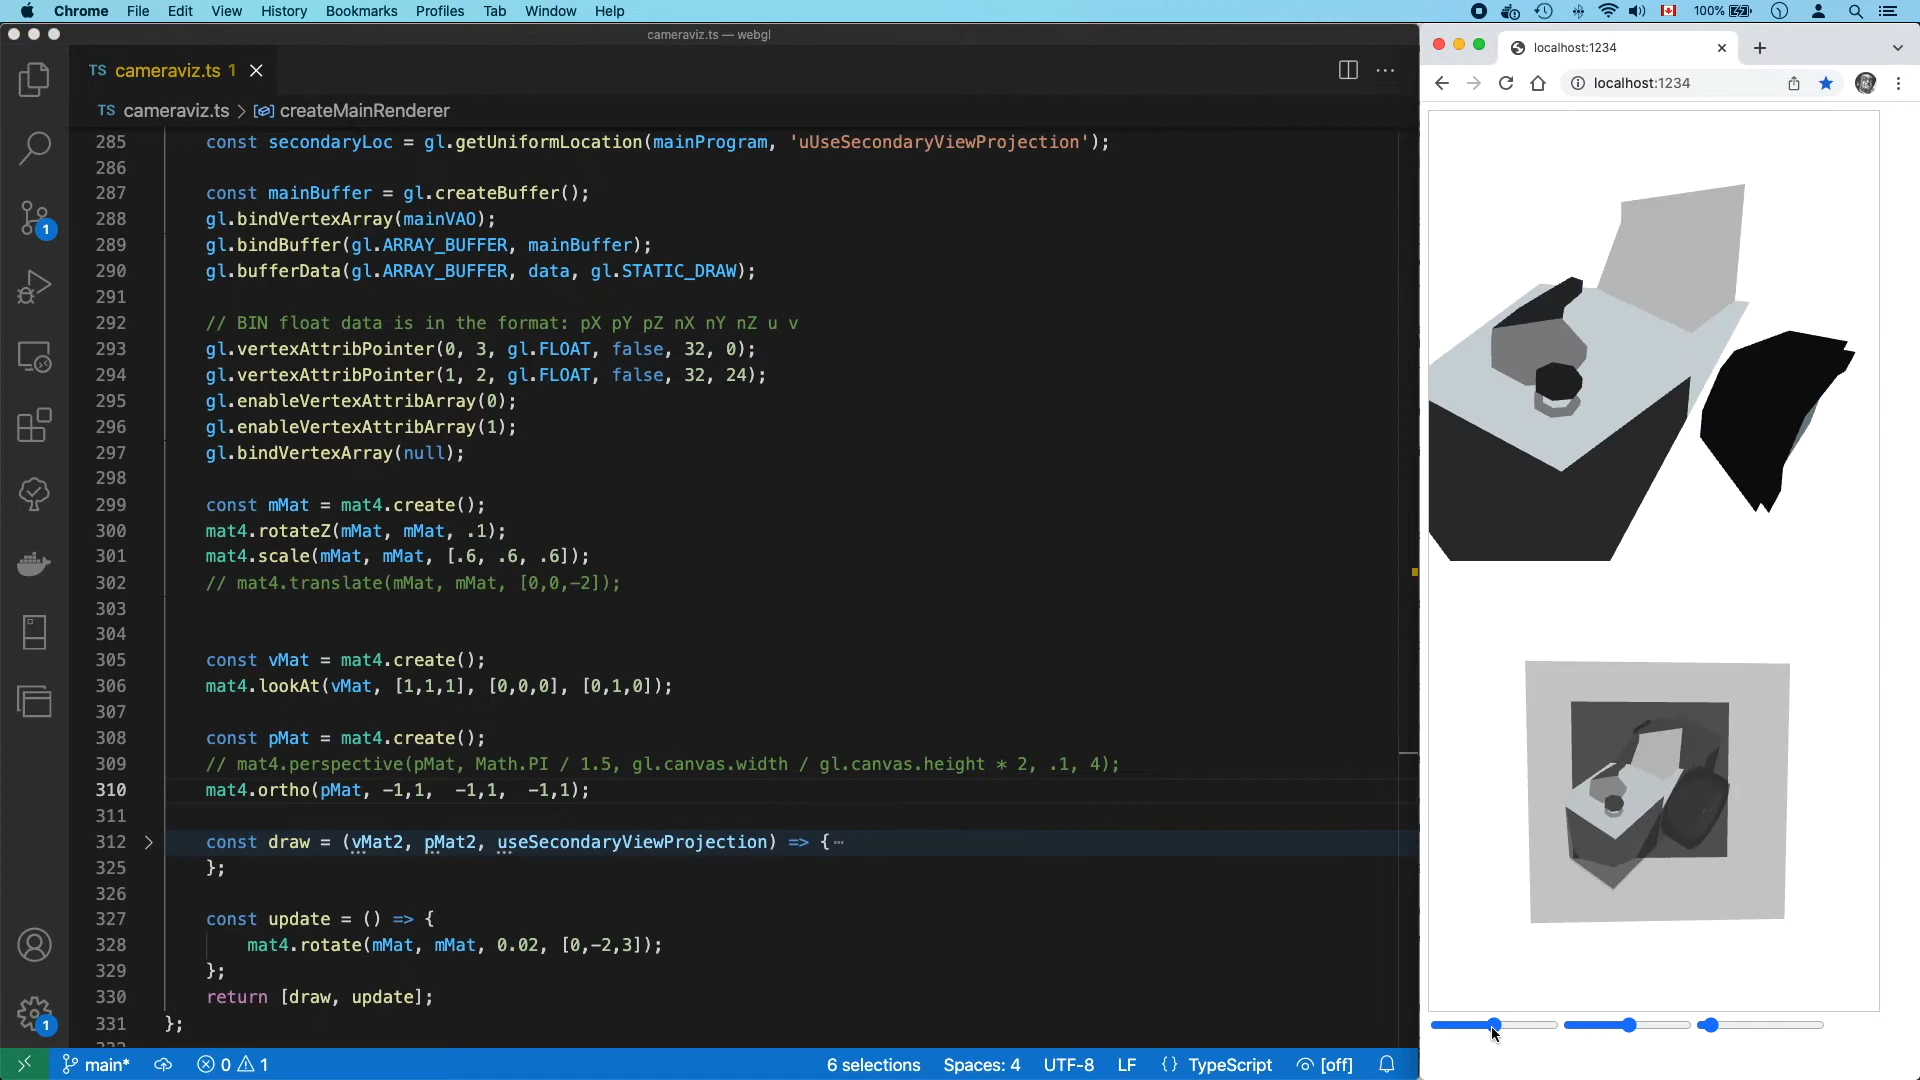 Chrome File Edit View History Bookmarks Profiles Tab Window Help 100%
cameraviz.ts — webgl
TS cameraviz.ts 1
TS cameraviz.ts > createMainRenderer
285 const secondaryLoc = gl.getUniformLocation(mainProgram, 'uUseSecondaryViewProjection');
286
287 const mainBuffer = gl.createBuffer();
288 gl.bindVertexArray(mainVAO);
289 gl.bindBuffer(gl.ARRAY_BUFFER, mainBuffer);
290 gl.bufferData(gl.ARRAY_BUFFER, data, gl.STATIC_DRAW);
291
292 // BIN float data is in the format: pX pY pZ nX nY nZ u v
293 gl.vertexAttribPointer(0, 3, gl.FLOAT, false, 32, 0);
294 gl.vertexAttribPointer(1, 2, gl.FLOAT, false, 32, 24);
295 gl.enableVertexAttribArray(0);
296 gl.enableVertexAttribArray(1);
297 gl.bindVertexArray(null);
298
299 const mMat = mat4.create();
300 mat4.rotateZ(mMat, mMat, .1);
301 mat4.scale(mMat, mMat, [.6, .6, .6]);
302 // mat4.translate(mMat, mMat, [0,0,-2]);
303
304
305 const vMat = mat4.create();
306 mat4.lookAt(vMat, [1,1,1], [0,0,0], [0,1,0]);
307
308 const pMat = mat4.create();
309 // mat4.perspective(pMat, Math.PI / 1.5, gl.canvas.width / gl.canvas.height * 2, .1, 4);
310 mat4.ortho(pMat, -1,1, -1,1, -1,1);
311
312 const draw = (vMat2, pMat2, useSecondaryViewProjection) => {…
325 };
326
327 const update = () => {
328 mat4.rotate(mMat, mMat, 0.02, [0,-2,3]);
329 };
330 return [draw, update];
331 };
1
1
main* 0 1 6 selections Spaces: 4 UTF-8 LF {} TypeScript [off]
localhost:1234
localhost:1234